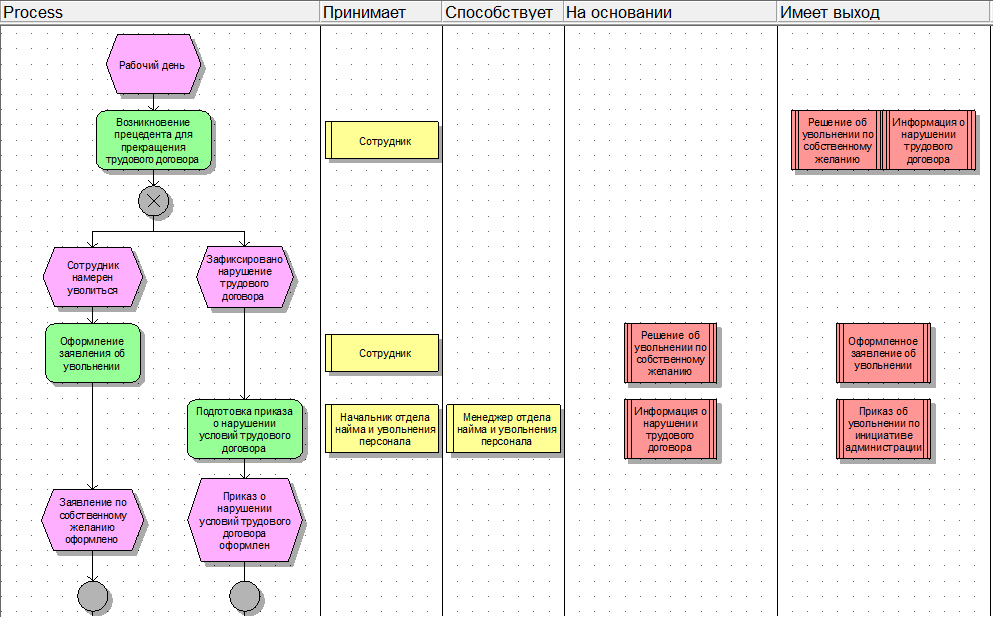 Process
Принимает
Способствует
На основании
Имеет выход
Рабочий день
Возникновение
прецедента для
прекращения
трудового договора
Сотрудник
Решение об
увольнении по
собственному
желанию
Информация о
нарушении
трудового
договора
Сотрудник
намерен
уволиться
Зафиксировано
нарушение
трудового
договора
Оформление
заявления об
увольнении
Сотрудник
Решение об
увольнении по
собственному
желанию
Оформленное
заявление об
увольнении
Подготовка приказа
о нарушении
условий трудового
договора
Начальник отдела
найма и увольнения
персонала
Менеджер отдела
найма и увольнения
персонала
Информация о
нарушении
трудового
договора
Приказ об
увольнении по
инициативе
администрации
Заявление по
собственному
желанию
оформлено
Приказ о
нарушении
условий трудового
договора
оформлен